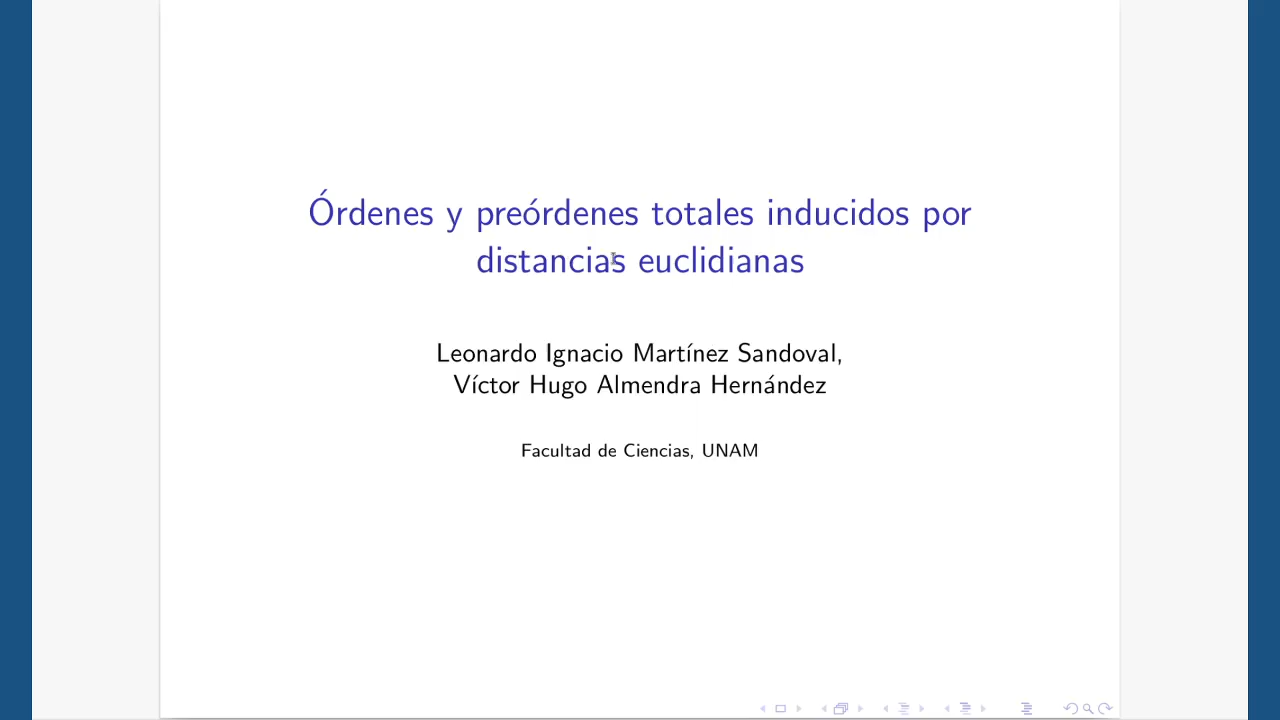 Órdenes y preórdenes totales inducidos por
distancias euclidianas
Leonardo Ignacio Martínez Sandoval,
Víctor Hugo Almendra Hernández
Facultad de Ciencias, UNAM